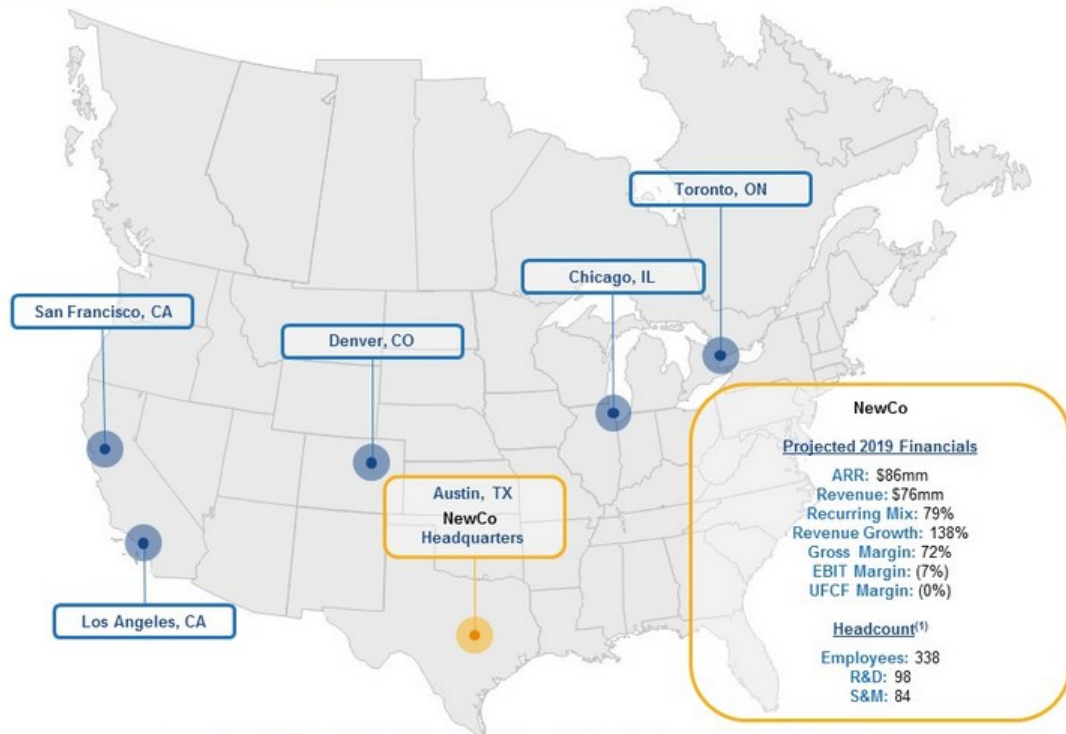 Toronto, ON
Chicago, IL
San Francisco, CA
Denver, CO
Austin, TX
NewCo
Headquarters
Los Angeles, CA
NewCo
Projected 2019 Financials
ARR: $86mm
Revenue: $76mm
Recurring Mix: 79%
Revenue Growth: 138%
Gross Margin: 72%
EBIT Margin: (7%)
UFCF Margin: (0%)
Headcount(1)
Employees: 338
R&D: 98
S&M: 84